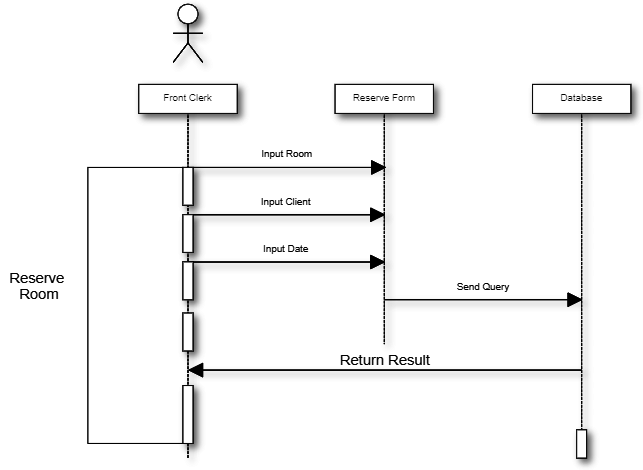 Front Clerk
Reserve Form
Database
Input Room
Input Client
Input Date
Reserve
Room
Send Query
Return Result